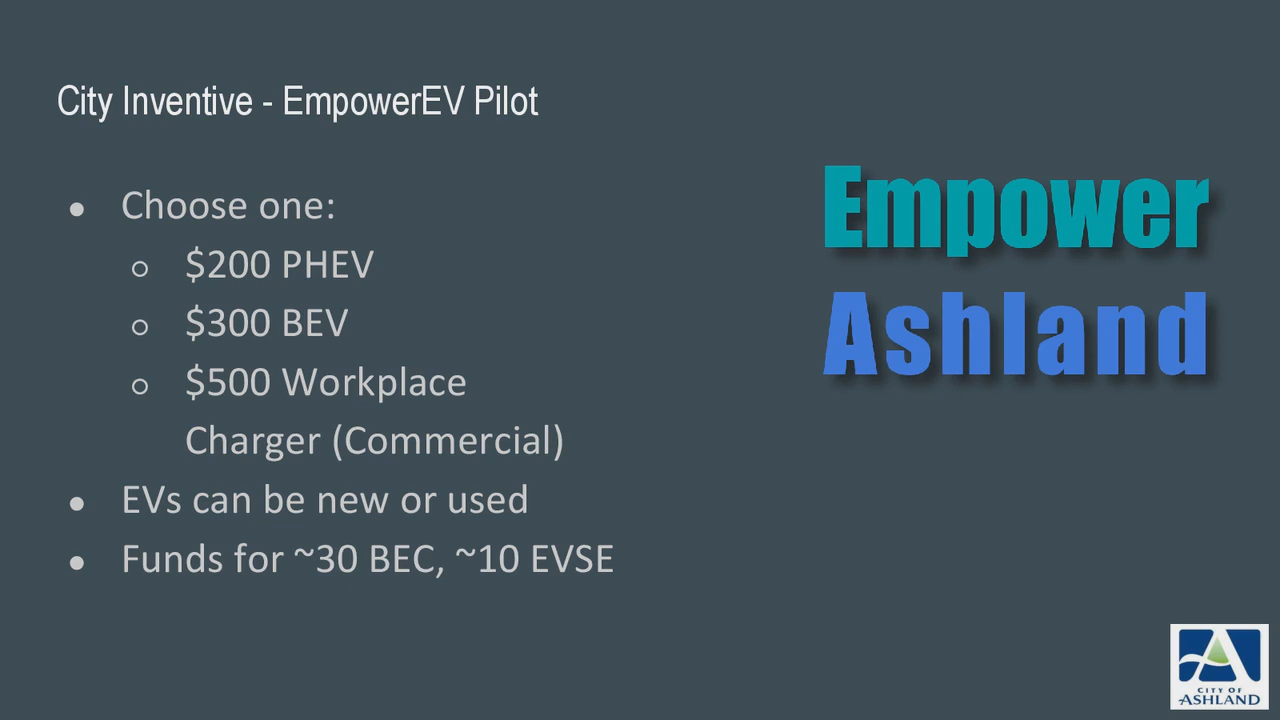 City Inventive - EmpowerEV Pilot
● Choose one:
○ $200 PHEV
○ $300 BEV
○ $500 Workplace
Charger (Commercial)
● EVs can be new or used
● Funds for ~30 BEC, ~10 EVSE
Empower
Ashland
CITY OF
ASHLAND